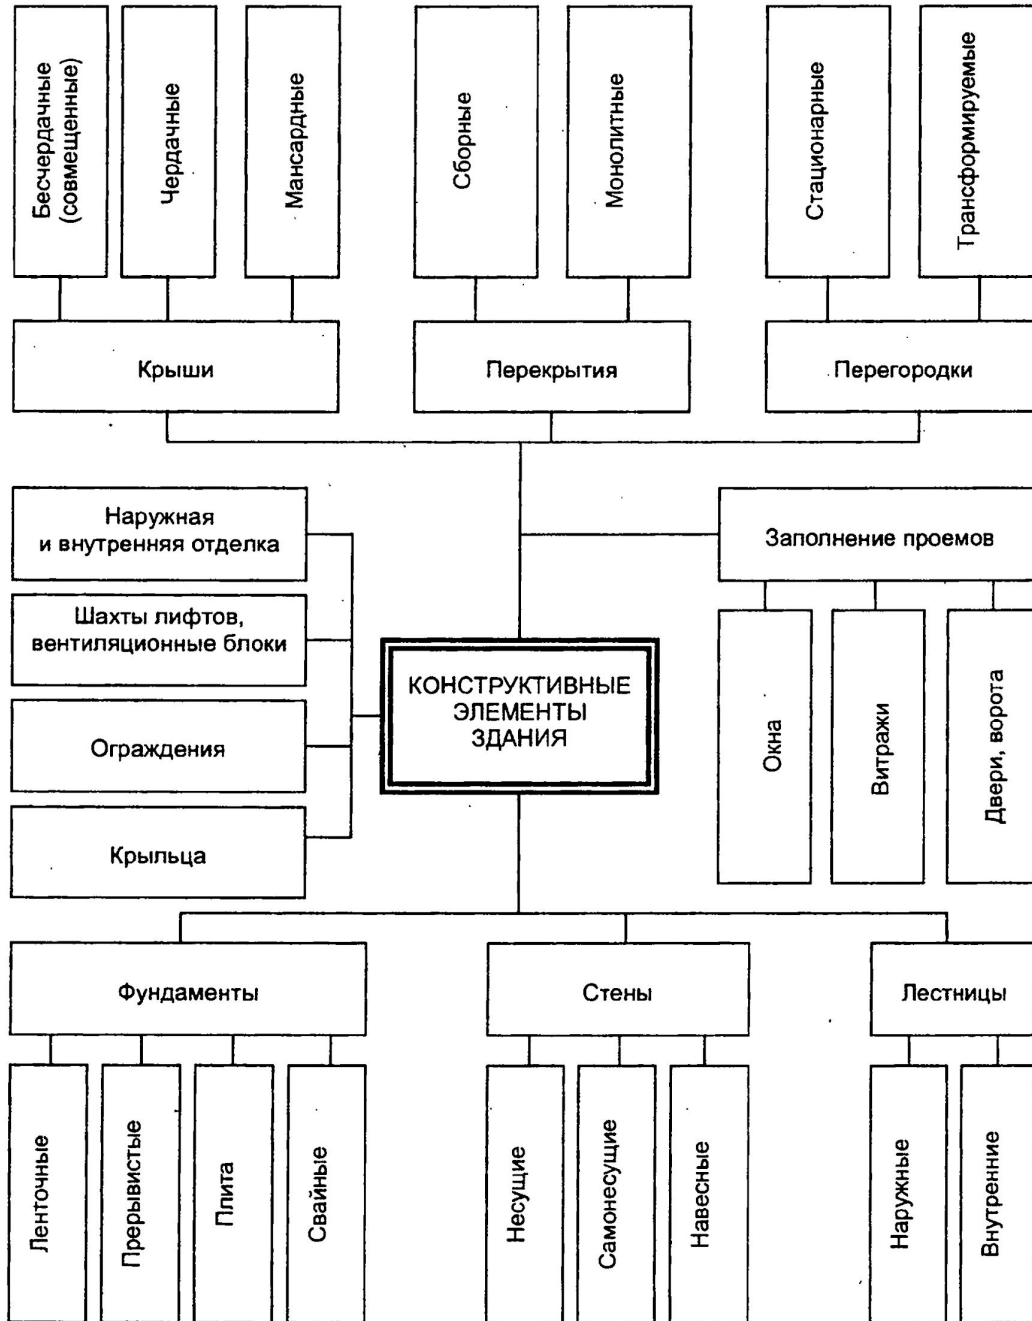 Бесчердачные
(совмещенные)
Чердачные
Мансардные
Сборные
Монолитные
Стационарные
Трансформируемые
Крыши
Перекрытия
Перегородки
Наружная
и внутренняя отделка
Шахты лифтов,
вентиляционные блоки
Ограждения
Крыльца
КОНСТРУКТИВНЫЕ
ЭЛЕМЕНТЫ
ЗДАНИЯ
Заполнение проемов
Окна
Витражи
Двери, ворота
Фундаменты
Стены
Лестницы
Ленточные
Прерывистые
Плита
Свайные
Несущие
Самонесущие
Навесные
Наружные
Внутренние